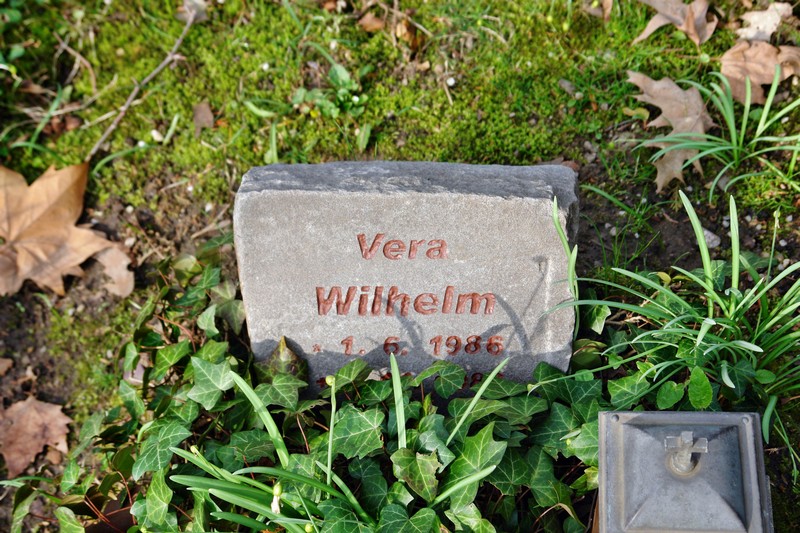 Vera
Wilhelm
* 1. 6. 1986